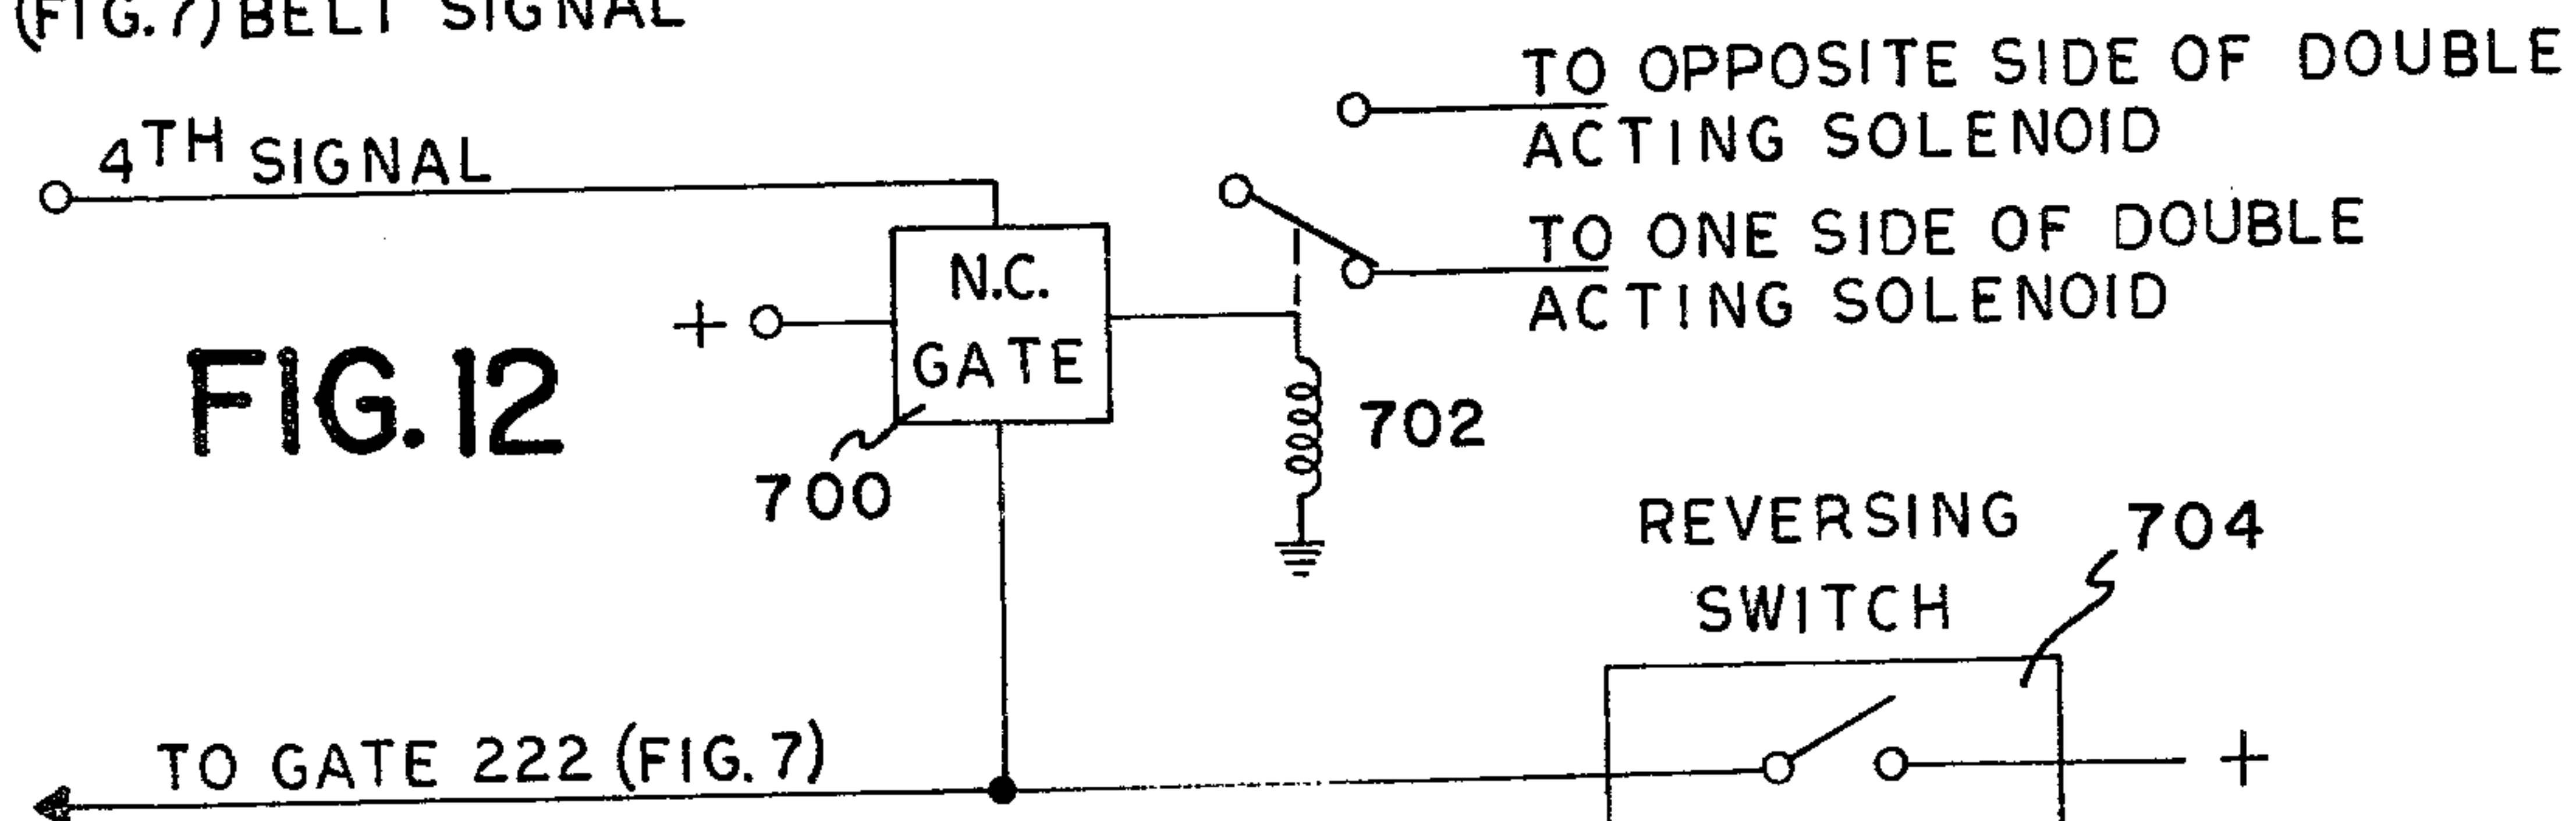 (FIG. 7) BELT SIGNAL
4TH SIGNAL
TO OPPOSITE SIDE OF DOUBLE
ACTING SOLENOID
TO ONE SIDE OF DOUBLE
ACTING SOLENOID
N.C.
GATE
+
FIG. 12
700
702
REVERSING
SWITCH
704
TO GATE 222 (FIG. 7)
+